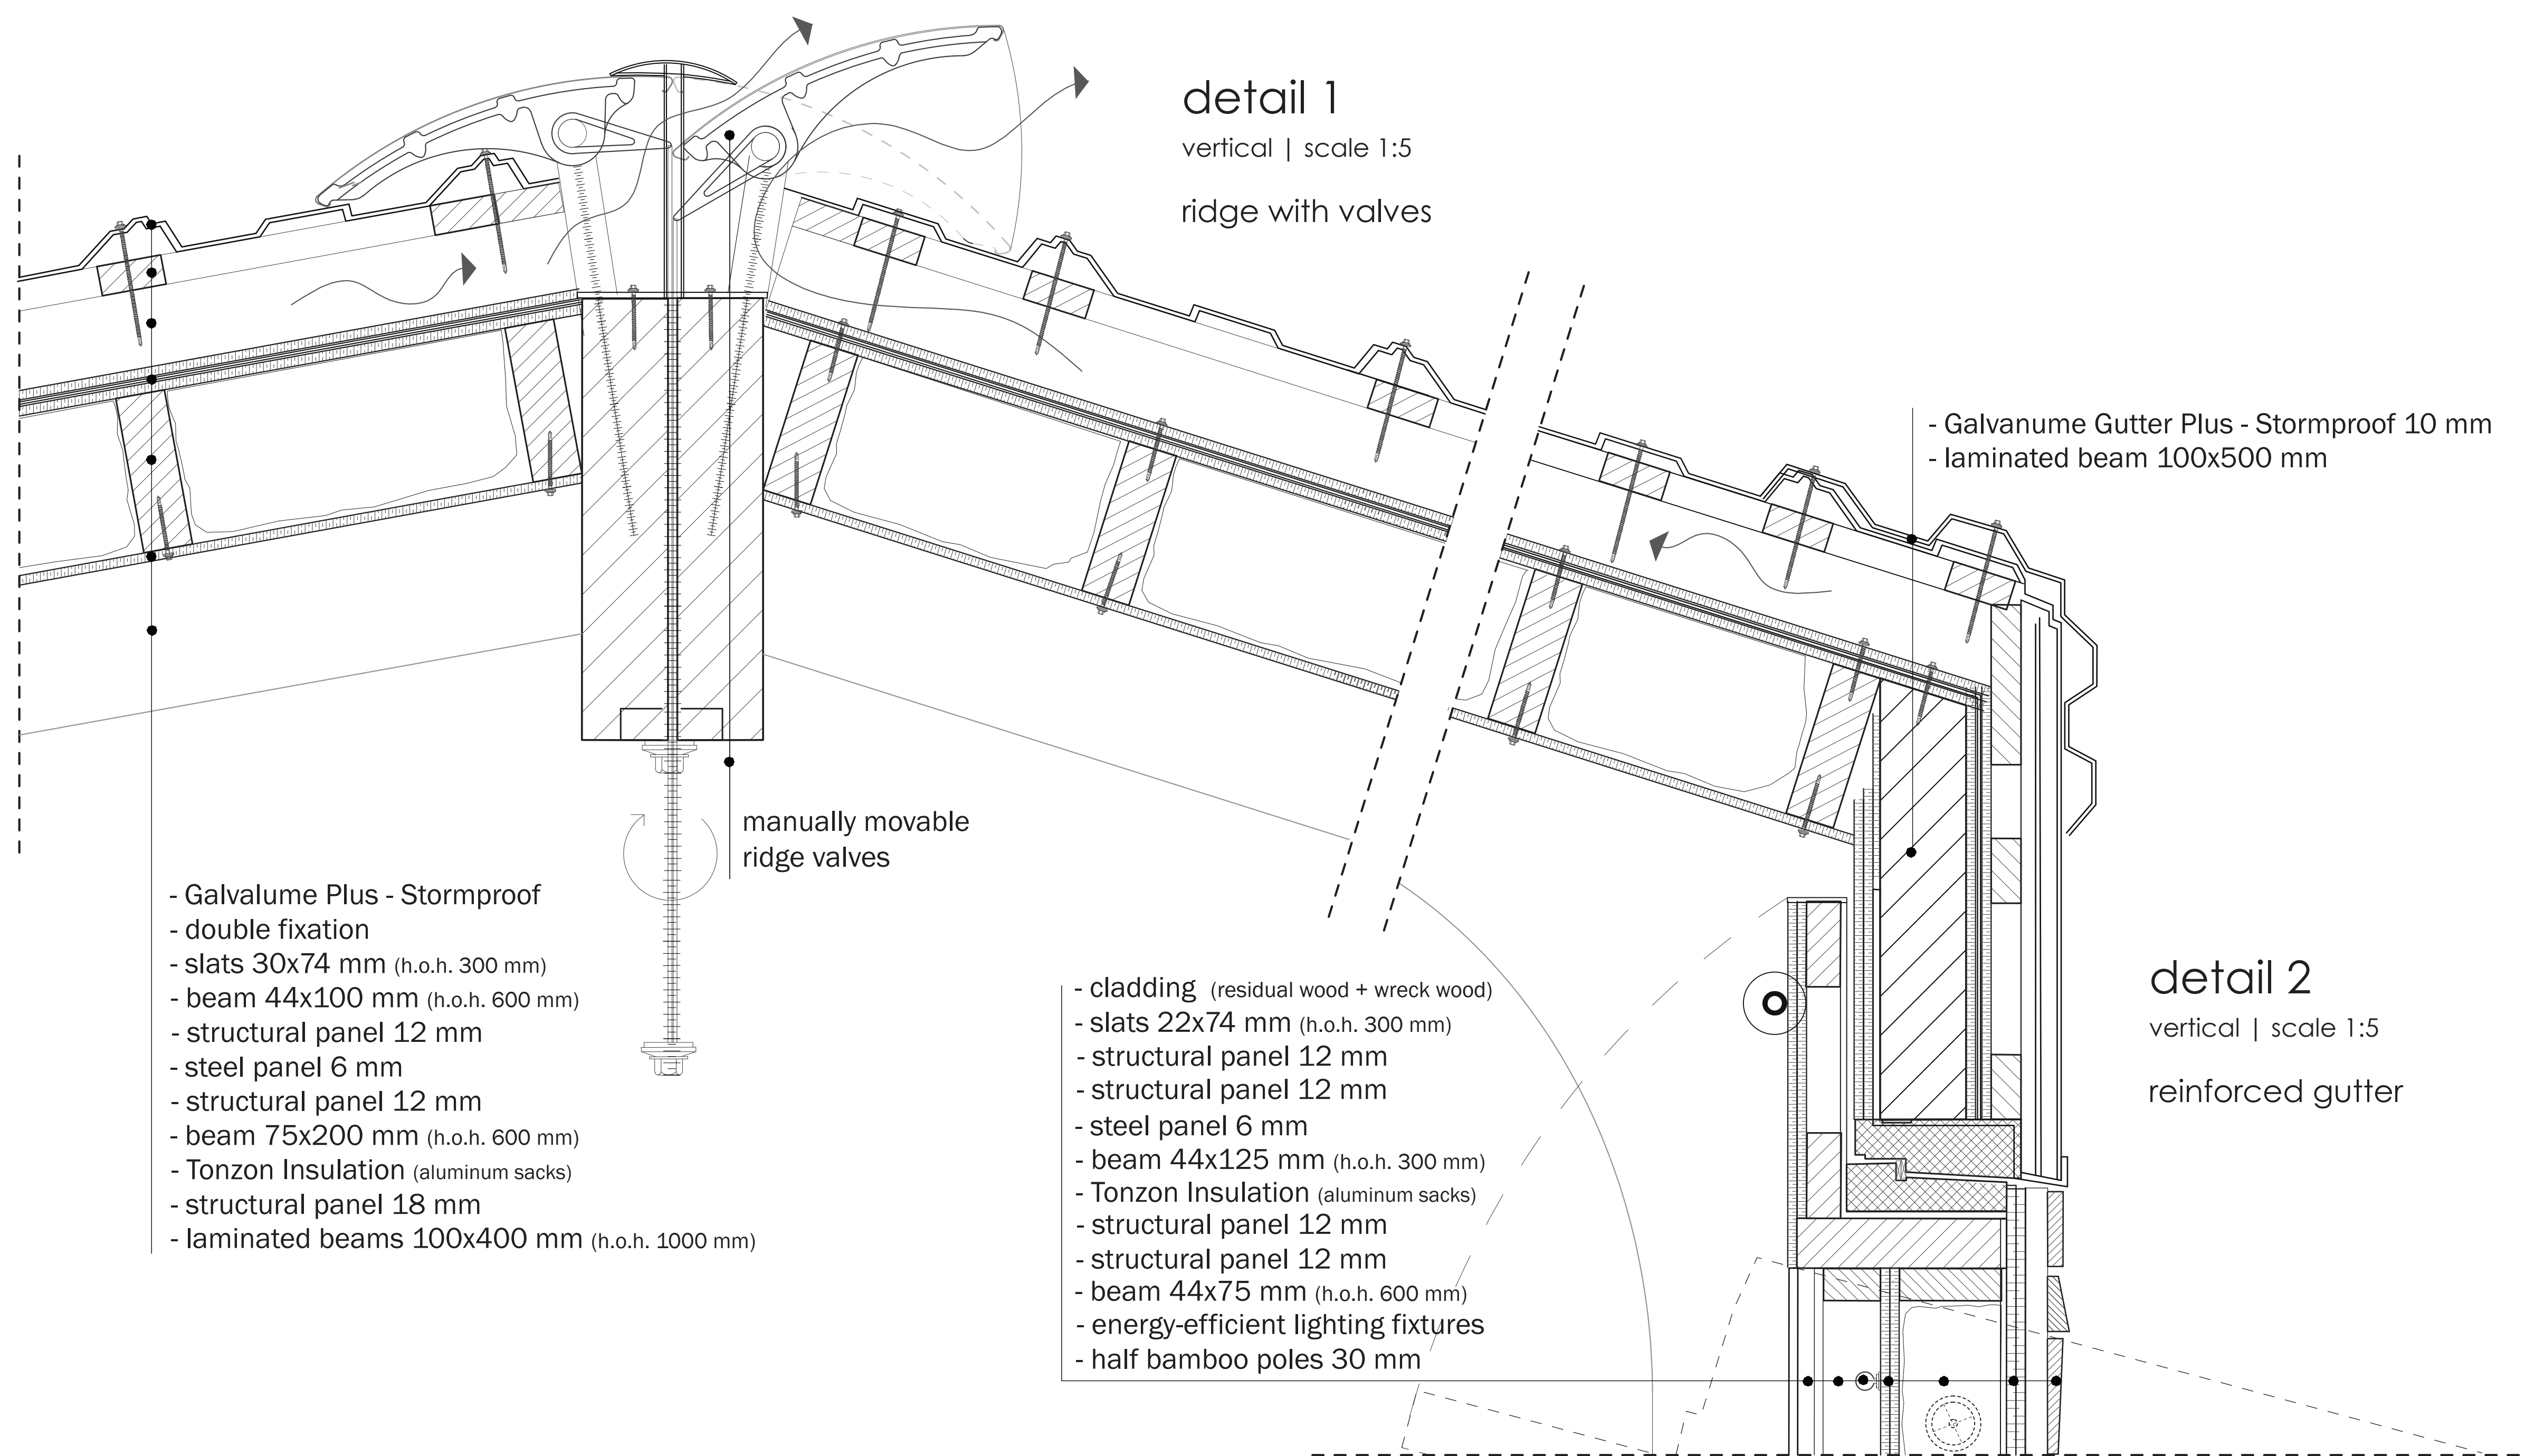 detail 1
vertical | scale 1:5
ridge with valves
- Galvanume Gutter Plus - Stormproof 10 mm
- laminated beam 100x500 mm
manually movable
ridge valves
- Galvalume Plus - Stormproof
- double fixation
- slats 30x74 mm (h.o.h. 300 mm)
- beam 44x100 mm (h.o.h. 600 mm)
- structural panel 12 mm
- steel panel 6 mm
- structural panel 12 mm
- beam 75x200 mm (h.o.h. 600 mm)
- Tonzon Insulation (aluminum sacks)
- structural panel 18 mm
- laminated beams 100x400 mm (h.o.h. 1000 mm)
- cladding (residual wood + wreck wood)
- slats 22x74 mm (h.o.h. 300 mm)
- structural panel 12 mm
- structural panel 12 mm
- steel panel 6 mm
- beam 44x125 mm (h.o.h. 300 mm)
- Tonzon Insulation (aluminum sacks)
- structural panel 12 mm
- structural panel 12 mm
- beam 44x75 mm (h.o.h. 600 mm)
- energy-efficient lighting fixtures
- half bamboo poles 30 mm
detail 2
vertical | scale 1:5
reinforced gutter